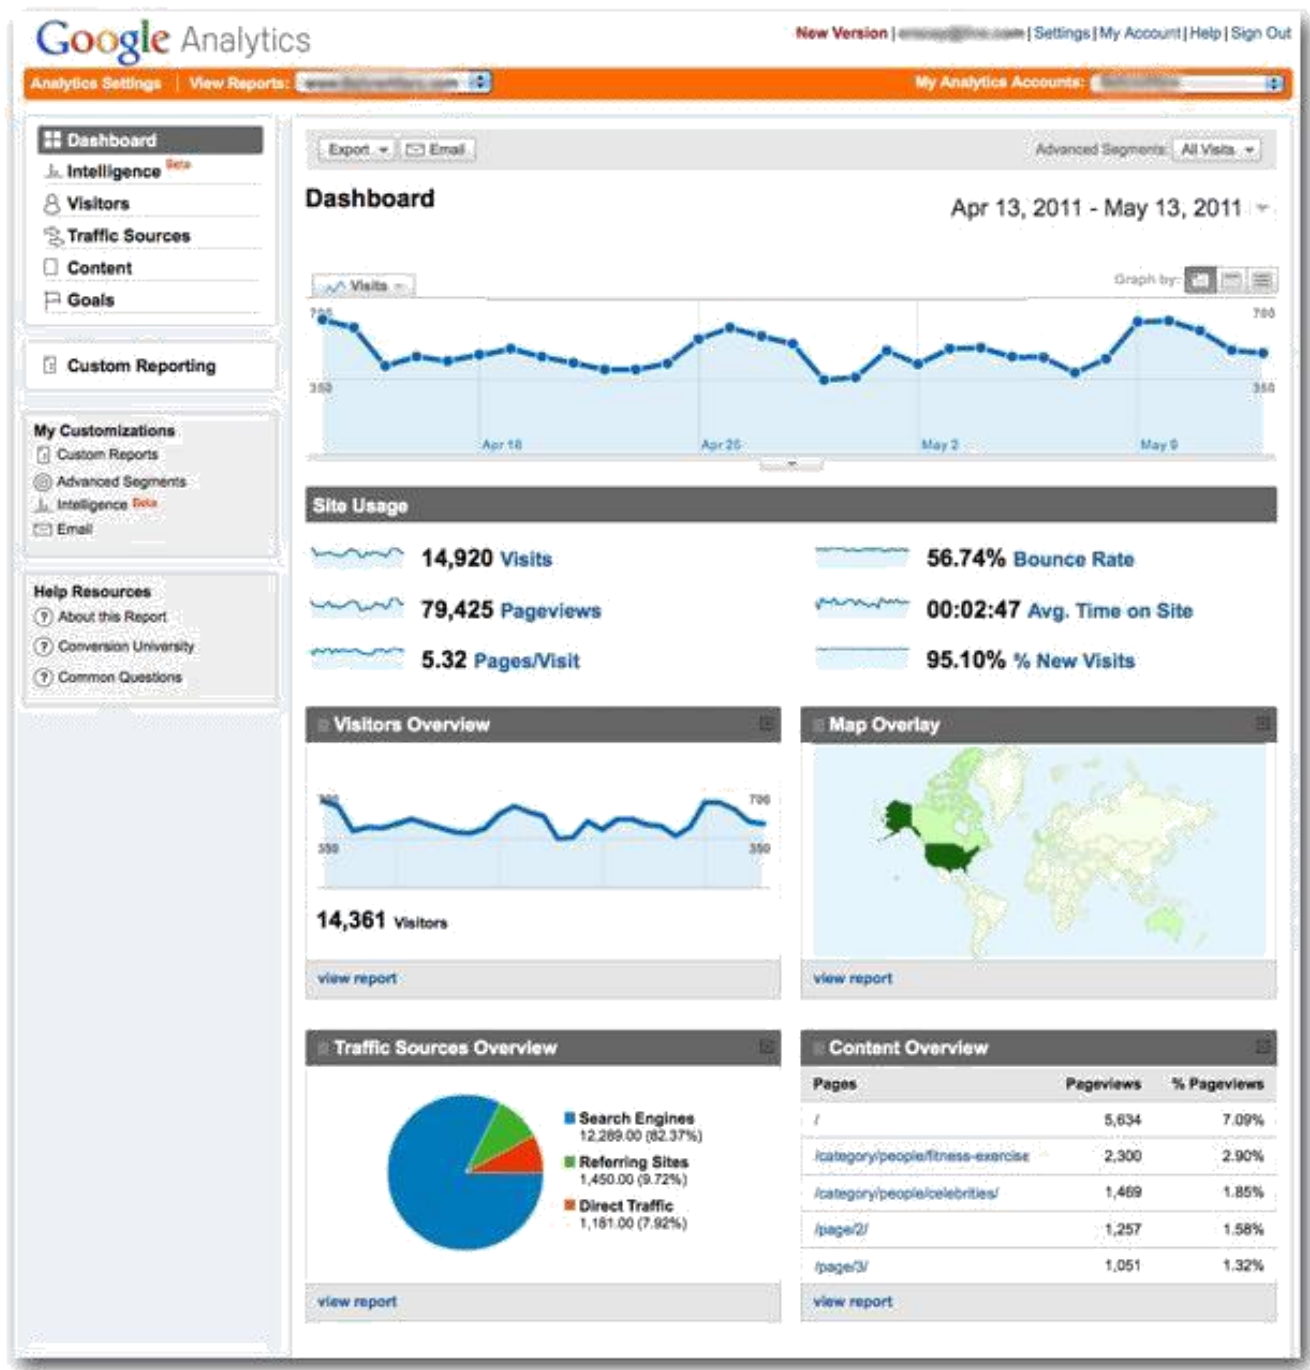 Google Analytics
New Version | | Settings | My Account | Help | Sign Out
Analytics Settings | View Reports:
My Analytics Accounts:
Dashboard
Intelligence Beta
Visitors
Traffic Sources
Content
Goals
Custom Reporting
My Customizations
Custom Reports
Advanced Segments
Intelligence Beta
Email
Help Resources
? About this Report
? Conversion University
? Common Questions
Export Email
Advanced Segments: All Visits
Dashboard
Apr 13, 2011 - May 13, 2011
Visits
Graph by:
700 700
350 350
Apr 18 Apr 25 May 2 May 9
Site Usage
14,920 Visits
56.74% Bounce Rate
79,425 Pageviews
00:02:47 Avg. Time on Site
5.32 Pages/Visit
95.10% % New Visits
Visitors Overview
700 700
350 350
14,361 Visitors
view report
Map Overlay
view report
Traffic Sources Overview
Search Engines
12,289.00 (82.37%)
Referring Sites
1,450.00 (9.72%)
Direct Traffic
1,181.00 (7.92%)
view report
Content Overview
Pages Pageviews % Pageviews
/ 5,634 7.09%
/category/people/fitness-exercise 2,300 2.90%
/category/people/celebrities/ 1,469 1.85%
/page/2/ 1,257 1.58%
/page/3/ 1,051 1.32%
view report